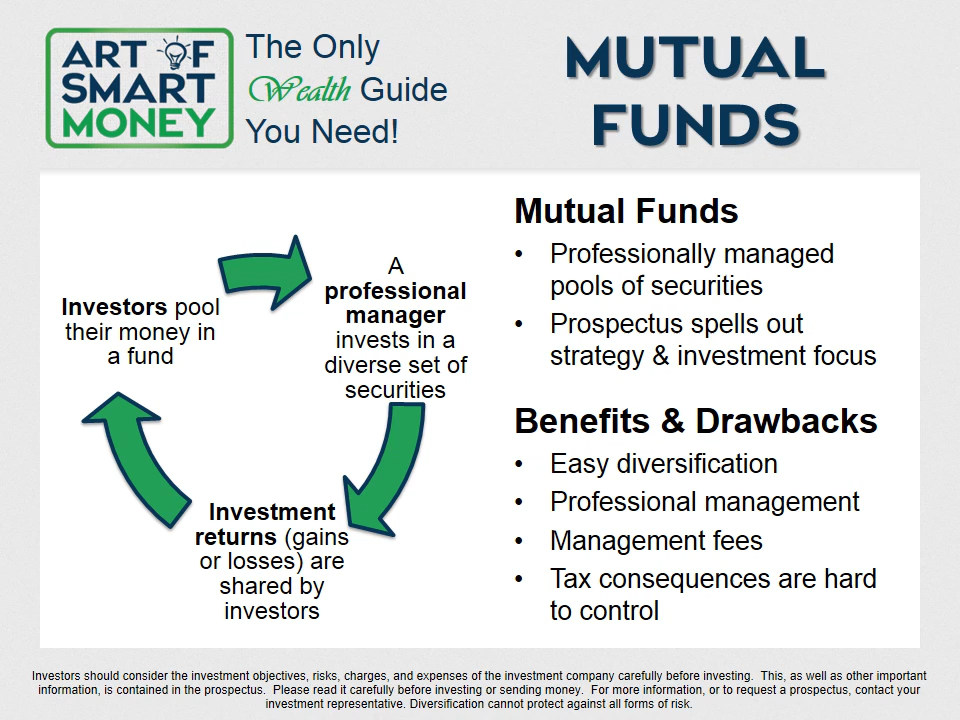 ART OF
SMART
MONEY
The Only
Wealth Guide
You Need!
MUTUAL
FUNDS
Investors pool
their money in
a fund
A
professional
manager
invests in a
diverse set of
securities
Investment
returns (gains
or losses) are
shared by
investors
Mutual Funds
• Professionally managed
pools of securities
• Prospectus spells out
strategy & investment focus
Benefits & Drawbacks
• Easy diversification
• Professional management
• Management fees
• Tax consequences are hard
to control
Investors should consider the investment objectives, risks, charges, and expenses of the investment company carefully before investing. This, as well as other important
information, is contained in the prospectus. Please read it carefully before investing or sending money. For more information, or to request a prospectus, contact your
investment representative. Diversification cannot protect against all forms of risk.